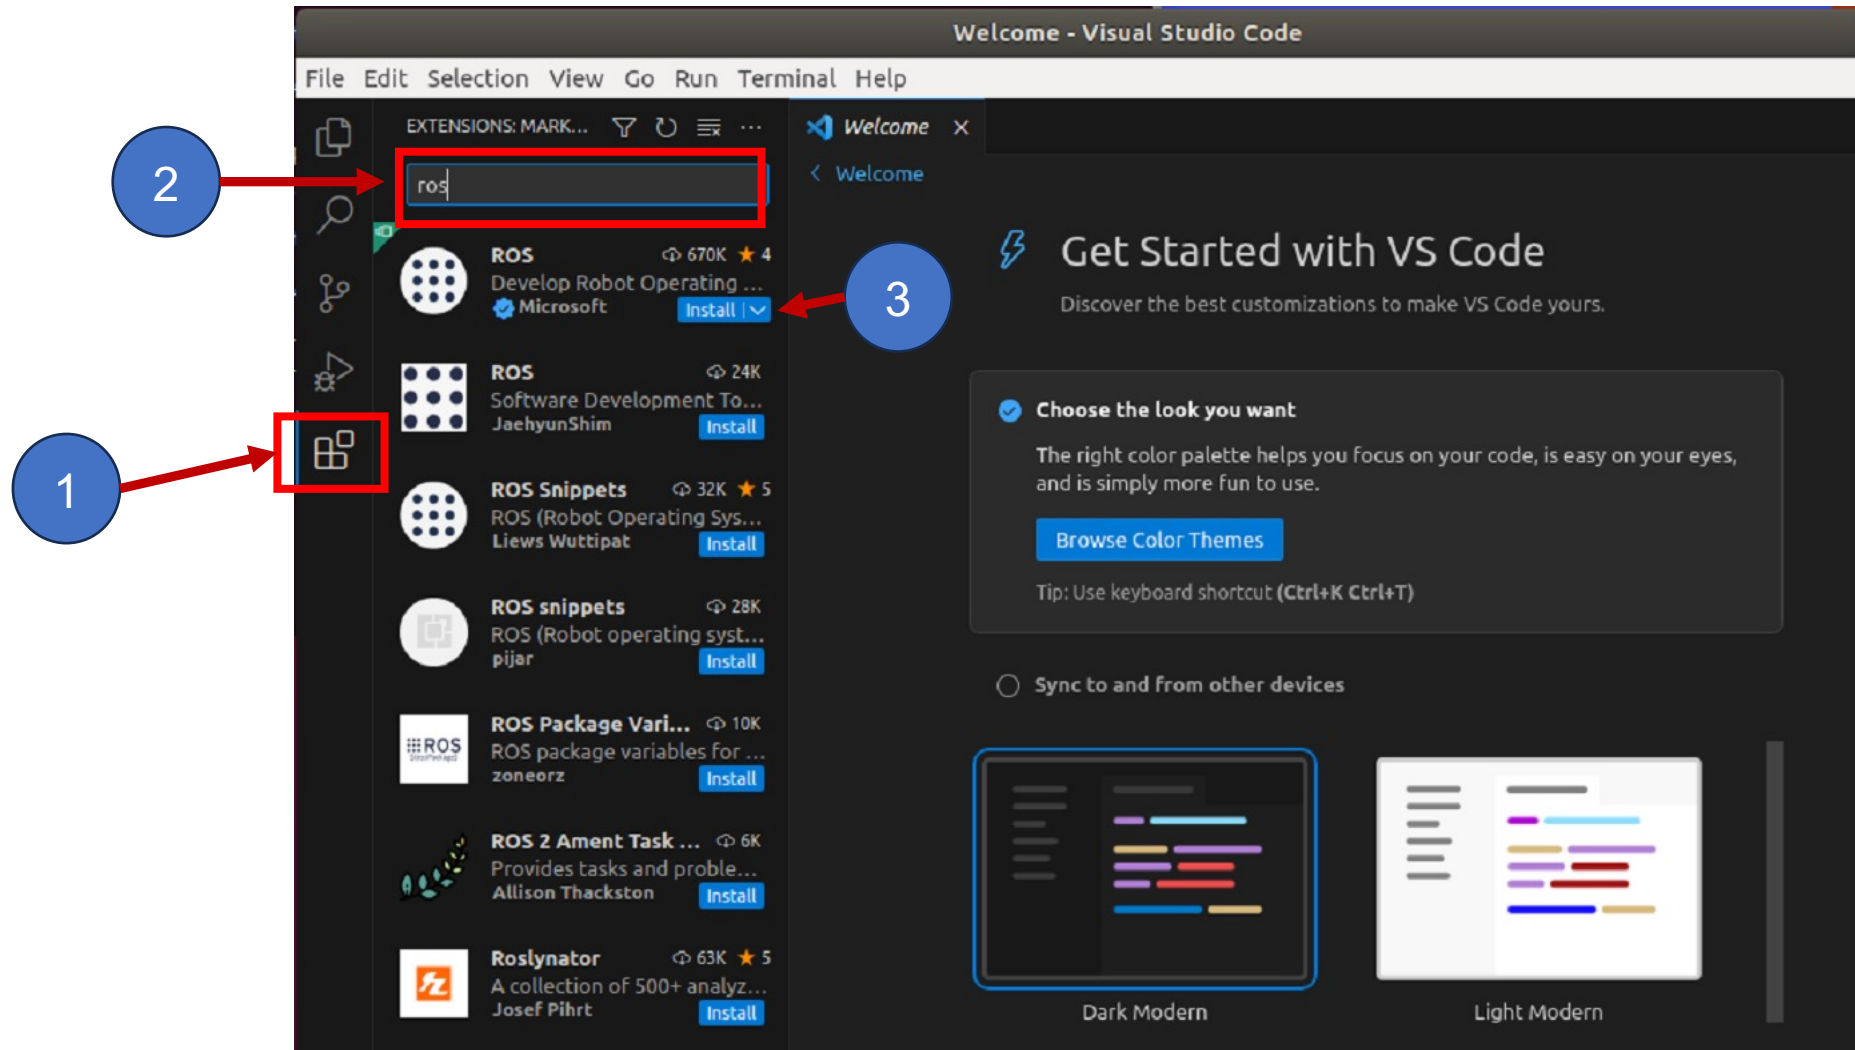 Welcome - Visual Studio Code
File Edit Selection View Go Run Terminal Help
EXTENSIONS: MARK... ...
ros
ROS 670K ★ 4
Develop Robot Operating ...
Microsoft Install
ROS 24K
Software Development To...
JaehyunShim Install
ROS Snippets 32K ★ 5
ROS (Robot Operating Sys...
Liews Wuttipat Install
ROS snippets 28K
ROS (Robot operating syst...
pijar Install
ROS Package Vari... 10K
ROS package variables for ...
zoneorz Install
ROS 2 Ament Task ... 6K
Provides tasks and proble...
Allison Thackston Install
Roslynator 63K ★ 5
A collection of 500+ analyz...
Josef Pihrt Install
ROS
1
2
3
Welcome
Welcome
Get Started with VS Code
Discover the best customizations to make VS Code yours.
Choose the look you want
The right color palette helps you focus on your code, is easy on your eyes,
and is simply more fun to use.
Browse Color Themes
Tip: Use keyboard shortcut (Ctrl+K Ctrl+T)
Sync to and from other devices
Dark Modern
Light Modern